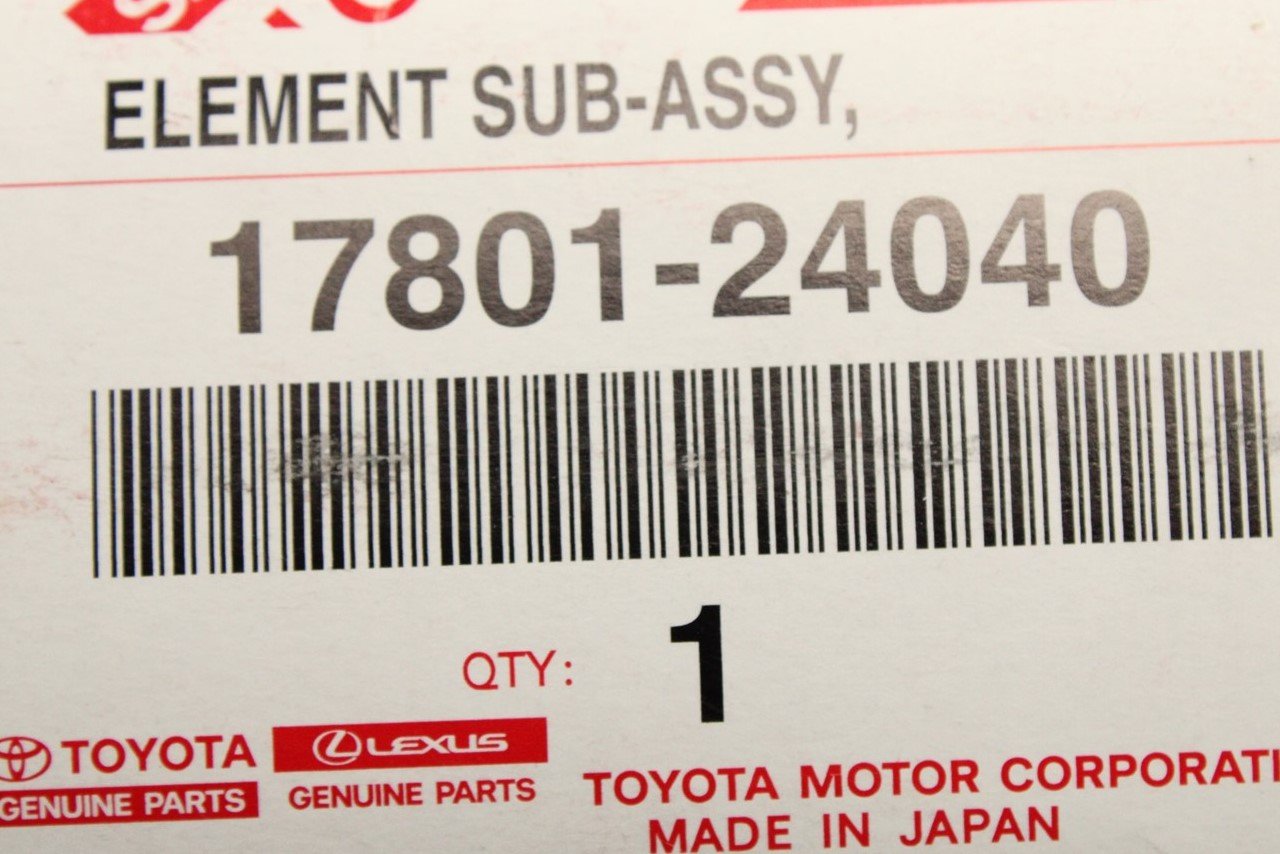 ELEMENT SUB-ASSY,
17801-24040
QTY: 1
TOYOTA
GENUINE PARTS
LEXUS
GENUINE PARTS
TOYOTA MOTOR CORPORATI
MADE IN JAPAN